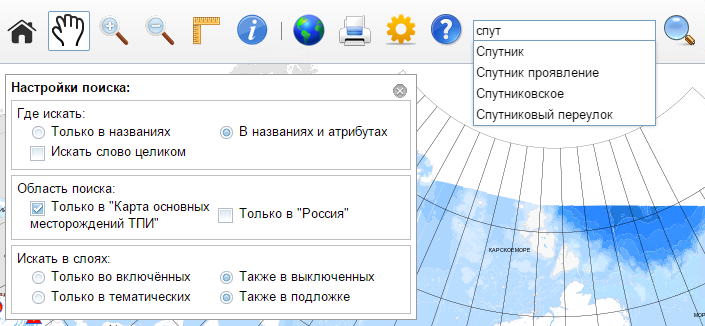 спут
Спутник
Спутник проявление
Спутниковское
Спутниковый переулок
Настройки поиска:
Где искать:
Только в названиях
В названиях и атрибутах
Искать слово целиком
Область поиска:
Только в "Карта основных
месторождений ТПИ"
Только в "Россия"
Искать в слоях:
Только во включённых
Также в выключенных
Только в тематических
Также в подложке
КАРСКОЕ МОРЕ